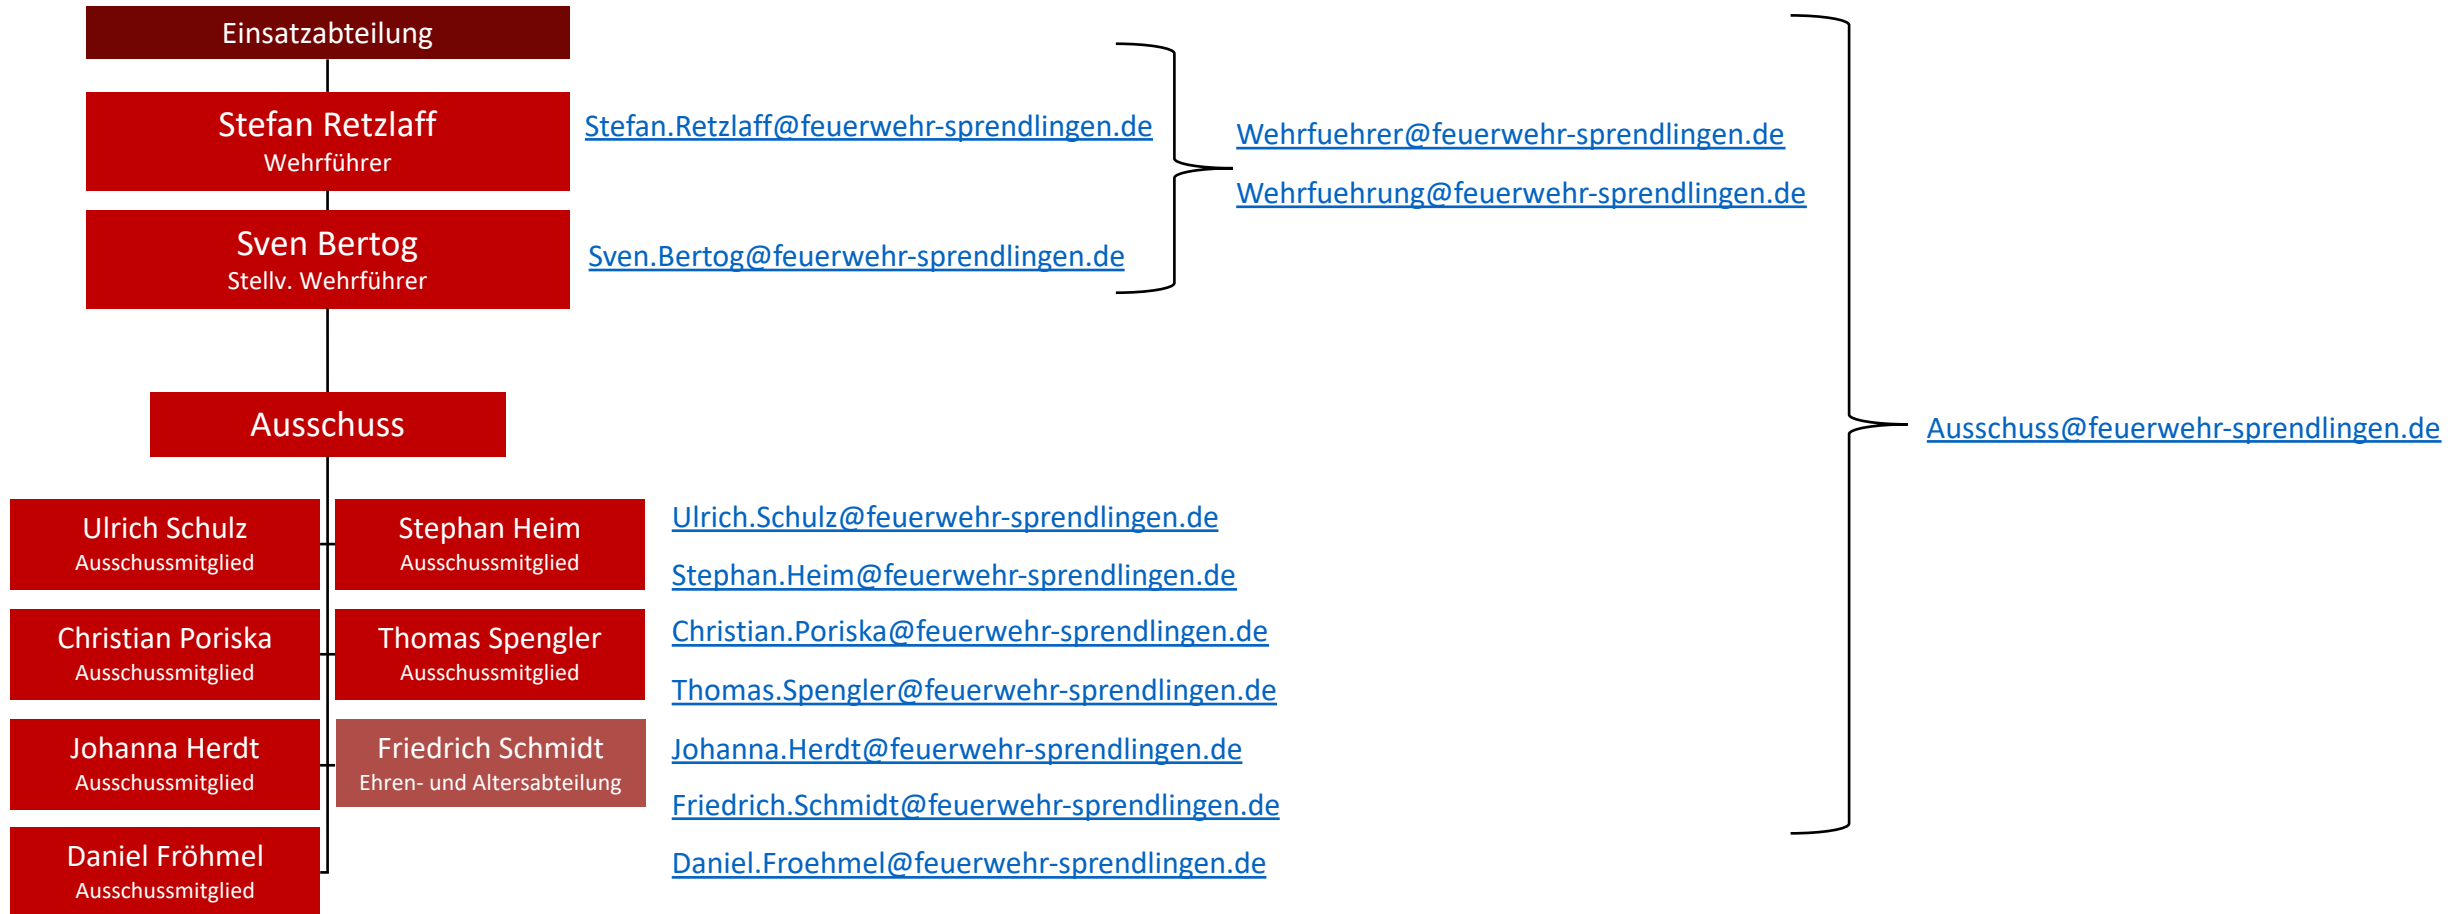 Einsatzabteilung
Stefan Retzlaff
Wehrführer
Stefan.Retzlaff@feuerwehr-sprendlingen.de
Wehrfuehrer@feuerwehr-sprendlingen.de
Wehrfuehrung@feuerwehr-sprendlingen.de
Sven Bertog
Stellv. Wehrführer
Sven.Bertog@feuerwehr-sprendlingen.de
Ausschuss
Ausschuss@feuerwehr-sprendlingen.de
Ulrich Schulz
Ausschussmitglied
Stephan Heim
Ausschussmitglied
Ulrich.Schulz@feuerwehr-sprendlingen.de
Stephan.Heim@feuerwehr-sprendlingen.de
Christian Poriska
Ausschussmitglied
Thomas Spengler
Ausschussmitglied
Christian.Poriska@feuerwehr-sprendlingen.de
Thomas.Spengler@feuerwehr-sprendlingen.de
Johanna Herdt
Ausschussmitglied
Friedrich Schmidt
Ehren- und Altersabteilung
Johanna.Herdt@feuerwehr-sprendlingen.de
Friedrich.Schmidt@feuerwehr-sprendlingen.de
Daniel Fröhmel
Ausschussmitglied
Daniel.Froehmel@feuerwehr-sprendlingen.de